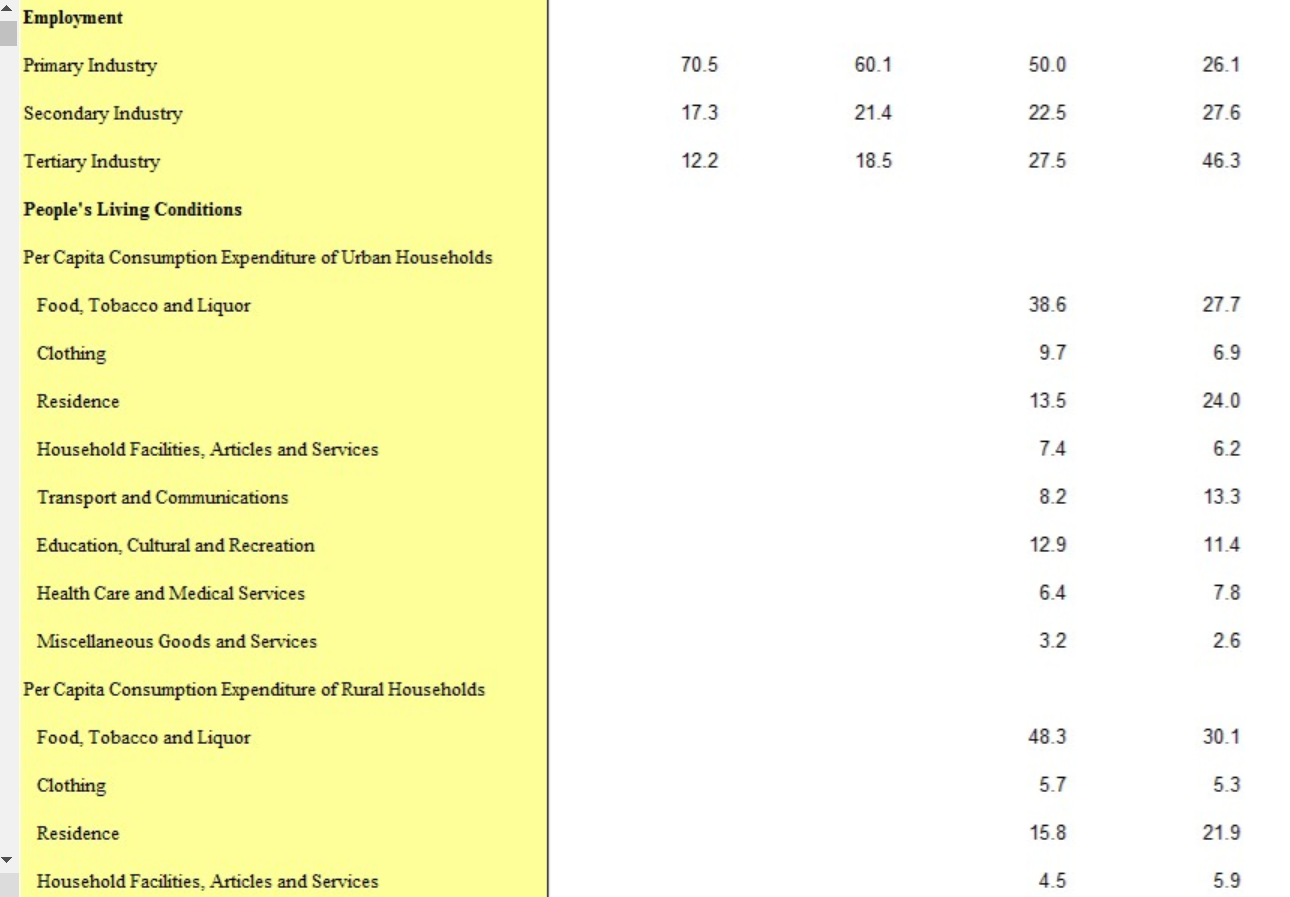 Employment
Primary Industry 70.5 60.1 50.0 26.1
Secondary Industry 17.3 21.4 22.5 27.6
Tertiary Industry 12.2 18.5 27.5 46.3
People's Living Conditions
Per Capita Consumption Expenditure of Urban Households
Food, Tobacco and Liquor 38.6 27.7
Clothing 9.7 6.9
Residence 13.5 24.0
Household Facilities, Articles and Services 7.4 6.2
Transport and Communications 8.2 13.3
Education, Cultural and Recreation 12.9 11.4
Health Care and Medical Services 6.4 7.8
Miscellaneous Goods and Services 3.2 2.6
Per Capita Consumption Expenditure of Rural Households
Food, Tobacco and Liquor 48.3 30.1
Clothing 5.7 5.3
Residence 15.8 21.9
Household Facilities, Articles and Services 4.5 5.9